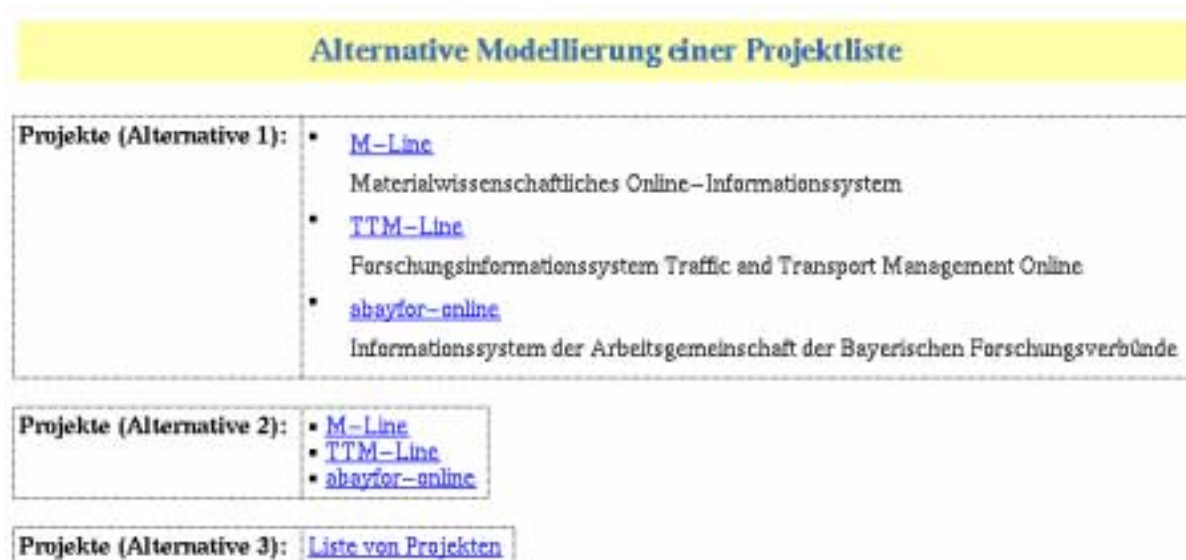 Alternative Modellierung einer Projektliste
Projekte (Alternative 1):
▪ M-Line
Materialwissenschaftliches Online-Informationssystem
▪ TTM-Line
Forschungsinformationssystem Traffic and Transport Management Online
▪ abayfor-online
Informationssystem der Arbeitsgemeinschaft der Bayerischen Forschungsverbünde
Projekte (Alternative 2):
▪ M-Line
▪ TTM-Line
▪ abayfor-online
Projekte (Alternative 3): Liste von Projekten